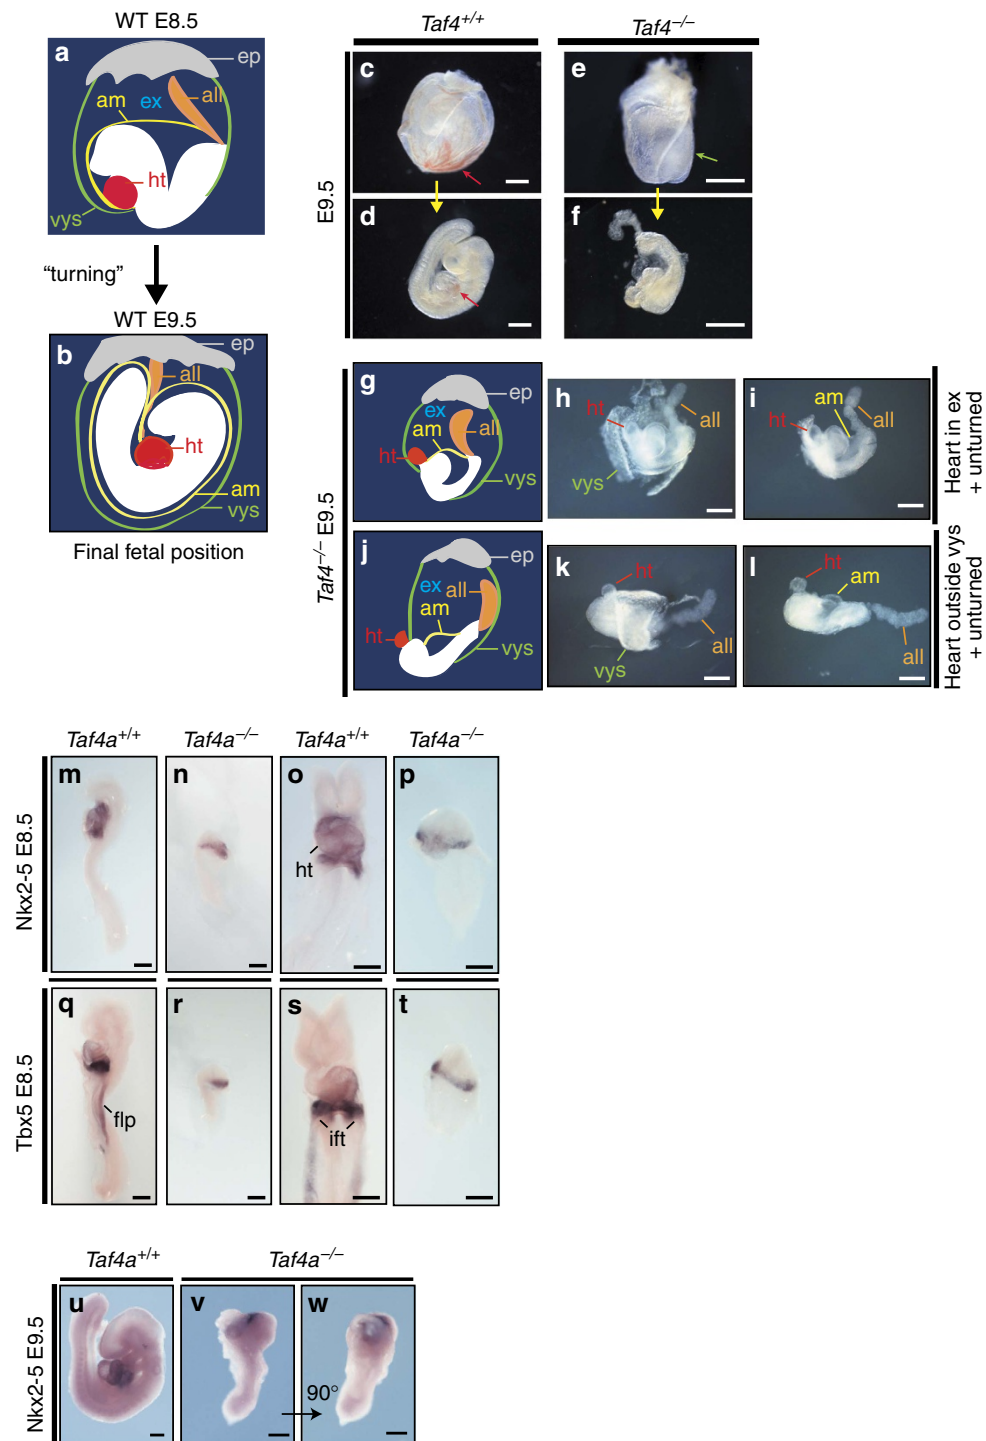 WT E8.5
a
ep
am
ex
all
ht
vys
"turning"
WT E9.5
b
ep
all
ht
am
vys
Final fetal position
Taf4+/+
Taf4–/–
E9.5
c
e
d
f
Taf4–/– E9.5
g
ep
ex
am
all
ht
vys
h
ht
all
vys
i
am
ht
all
Heart in ex
+ unturned
j
ep
ex
all
am
ht
vys
k
ht
all
vys
l
ht
am
all
Heart outside vys
+ unturned
Taf4a+/+
Taf4a–/–
Taf4a+/+
Taf4a–/–
Nkx2-5 E8.5
m
n
o
ht
p
Tbx5 E8.5
q
flp
r
s
ift
t
Taf4a+/+
Taf4a–/–
Nkx2-5 E9.5
u
v
w
90°